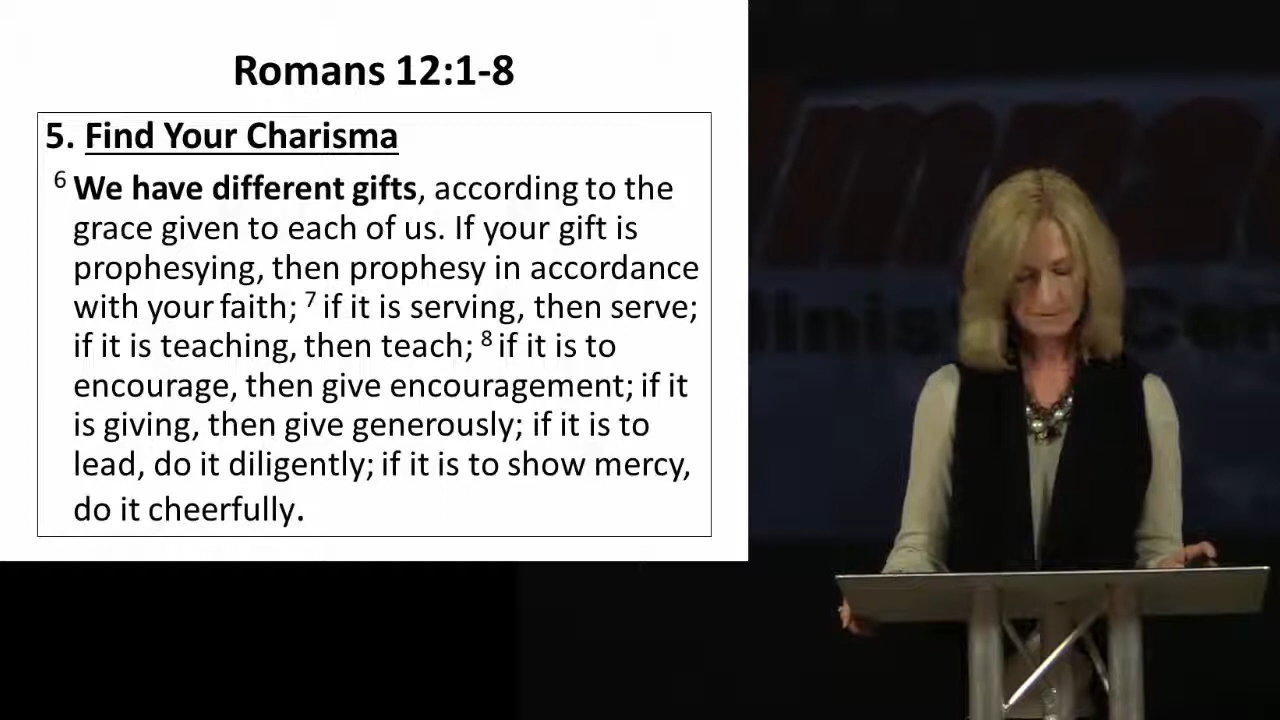 Romans 12:1-8
5. Find Your Charisma
6 We have different gifts, according to the
grace given to each of us. If your gift is
prophesying, then prophesy in accordance
with your faith; 7 if it is serving, then serve;
if it is teaching, then teach; 8 if it is to
encourage, then give encouragement; if it
is giving, then give generously; if it is to
lead, do it diligently; if it is to show mercy,
do it cheerfully.